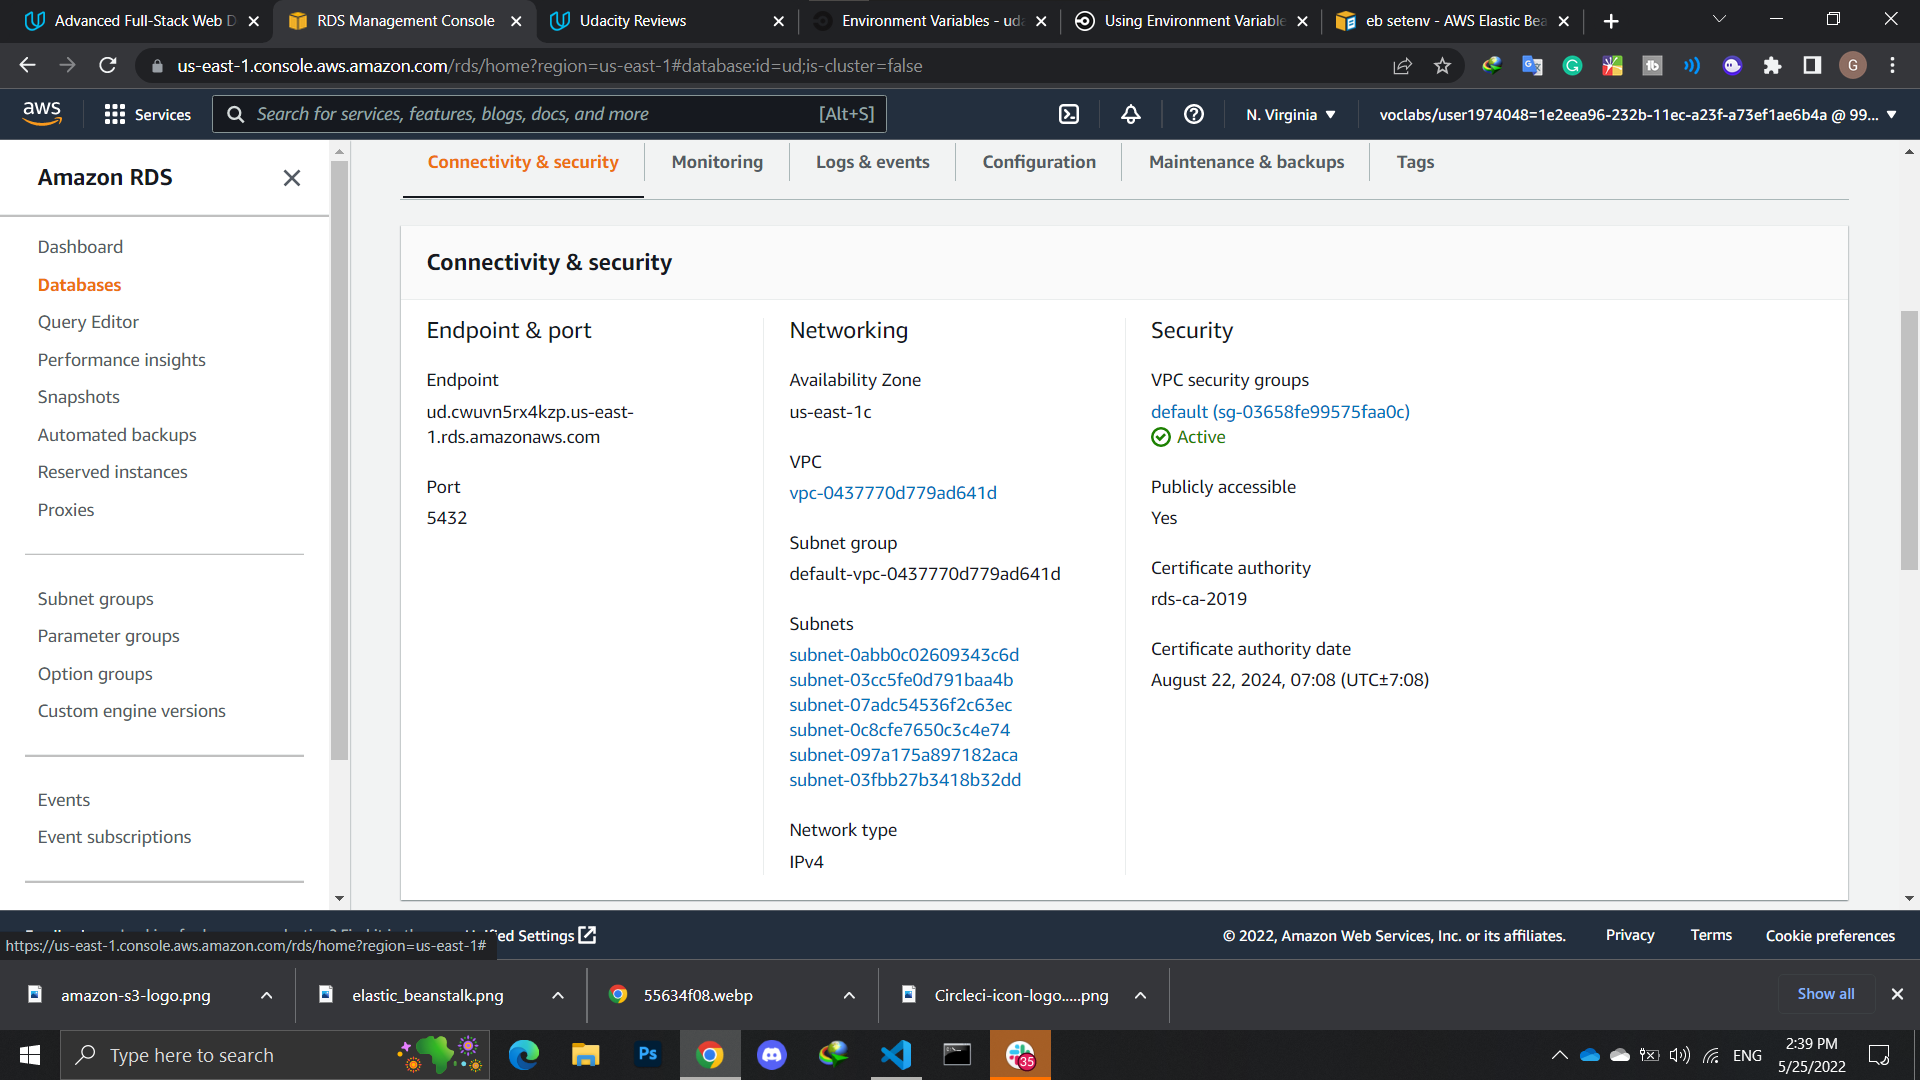 Advanced Full-Stack Web D
RDS Management Console
Udacity Reviews
Environment Variables - uda
Using Environment Variable
eb setenv - AWS Elastic Bea
us-east-1.console.aws.amazon.com/rds/home?region=us-east-1#database:id=ud;is-cluster=false
G
aws
Services
Search for services, features, blogs, docs, and more
[Alt+S]
N. Virginia
voclabs/user1974048=1e2eea96-232b-11ec-a23f-a73ef1ae6b4a @ 99...
Amazon RDS
Dashboard
Databases
Query Editor
Performance insights
Snapshots
Automated backups
Reserved instances
Proxies
Subnet groups
Parameter groups
Option groups
Custom engine versions
Events
Event subscriptions
Connectivity & security
Monitoring
Logs & events
Configuration
Maintenance & backups
Tags
Connectivity & security
Endpoint & port
Endpoint
ud.cwuvn5rx4kzp.us-east-
1.rds.amazonaws.com
Port
5432
Networking
Availability Zone
us-east-1c
VPC
vpc-0437770d779ad641d
Subnet group
default-vpc-0437770d779ad641d
Subnets
subnet-0abb0c02609343c6d
subnet-03cc5fe0d791baa4b
subnet-07adc54536f2c63ec
subnet-0c8cfe7650c3c4e74
subnet-097a175a897182aca
subnet-03fbb27b3418b32dd
Network type
IPv4
Security
VPC security groups
default (sg-03658fe99575faa0c)
Active
Publicly accessible
Yes
Certificate authority
rds-ca-2019
Certificate authority date
August 22, 2024, 07:08 (UTC±7:08)
Settings
© 2022, Amazon Web Services, Inc. or its affiliates.
Privacy
Terms
Cookie preferences
https://us-east-1.console.aws.amazon.com/rds/home?region=us-east-1#
amazon-s3-logo.png
elastic_beanstalk.png
55634f08.webp
Circleci-icon-logo.....png
Show all
Type here to search
Ps
35
ENG
2:39 PM
5/25/2022